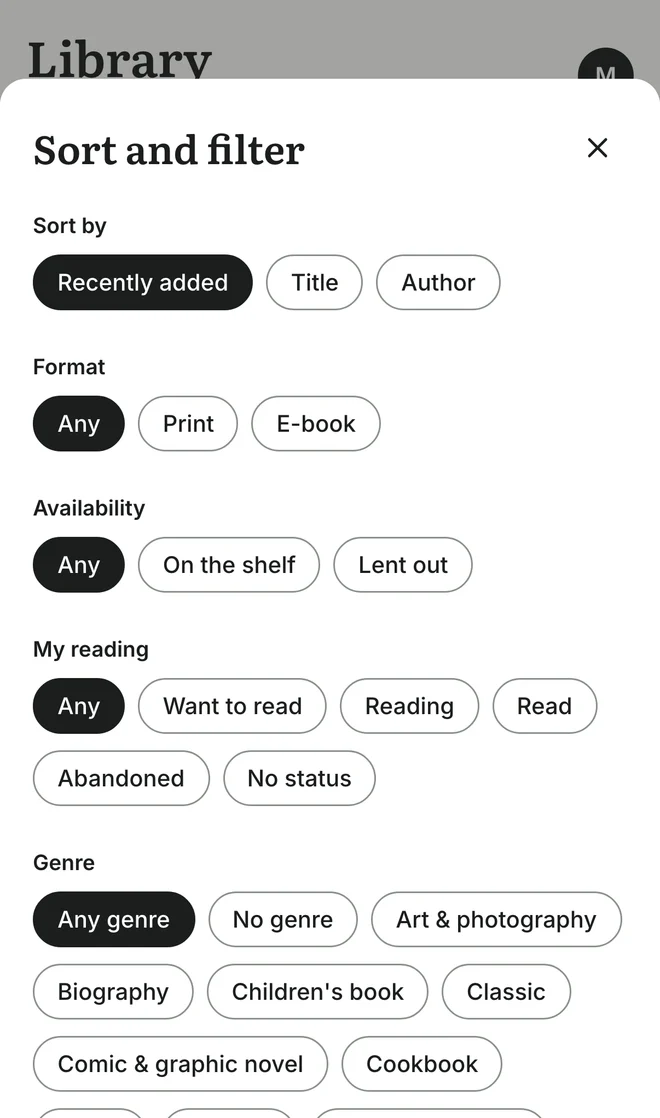 Library
M
Sort and filter
Sort by
Recently added Title Author
Format
Any Print E-book
Availability
Any On the shelf Lent out
My reading
Any Want to read Reading Read
Abandoned No status
Genre
Any genre No genre Art & photography
Biography Children's book Classic
Comic & graphic novel Cookbook